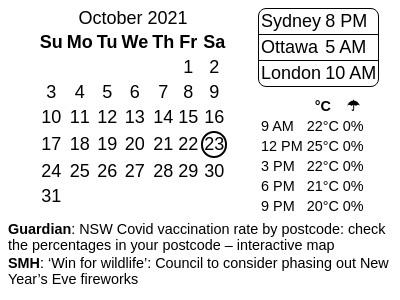 October 2021
Su Mo Tu We Th Fr Sa
1 2
3 4 5 6 7 8 9
10 11 12 13 14 15 16
17 18 19 20 21 22 23
24 25 26 27 28 29 30
31
Sydney 8 PM
Ottawa 5 AM
London 10 AM
°C ☂
9 AM 22°C 0%
12 PM 25°C 0%
3 PM 22°C 0%
6 PM 21°C 0%
9 PM 20°C 0%
Guardian: NSW Covid vaccination rate by postcode: check
the percentages in your postcode – interactive map
SMH: ‘Win for wildlife’: Council to consider phasing out New
Year’s Eve fireworks